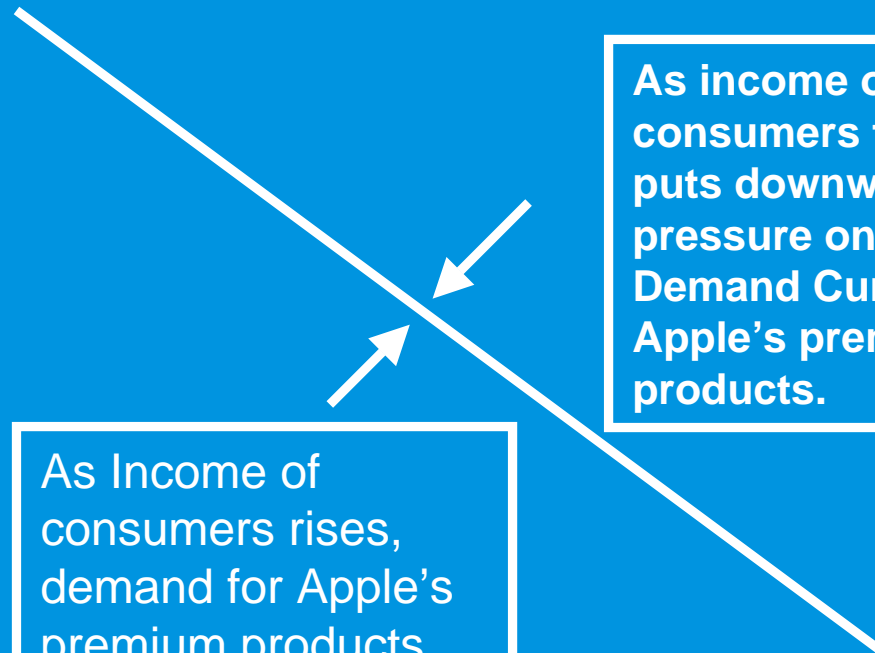 As income
consumers
puts
pressure on
Demand
Apple’s
products.
As Income of
consumers rises,
demand for Apple’s
premium products